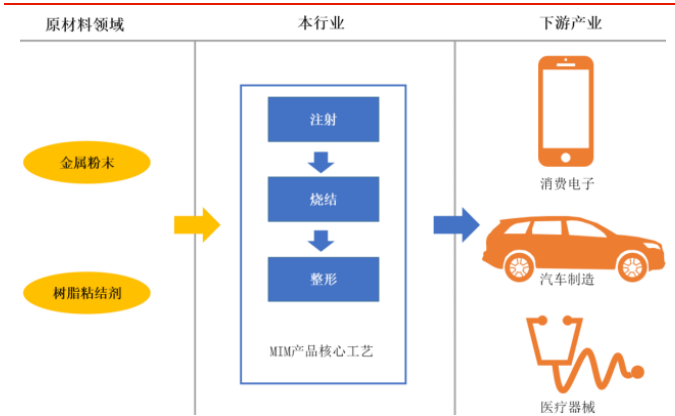 原材料领域
本行业
下游产业
金属粉末
树脂粘结剂
注射
烧结
整形
MIM产品核心工艺
消费电子
汽车制造
医疗器械